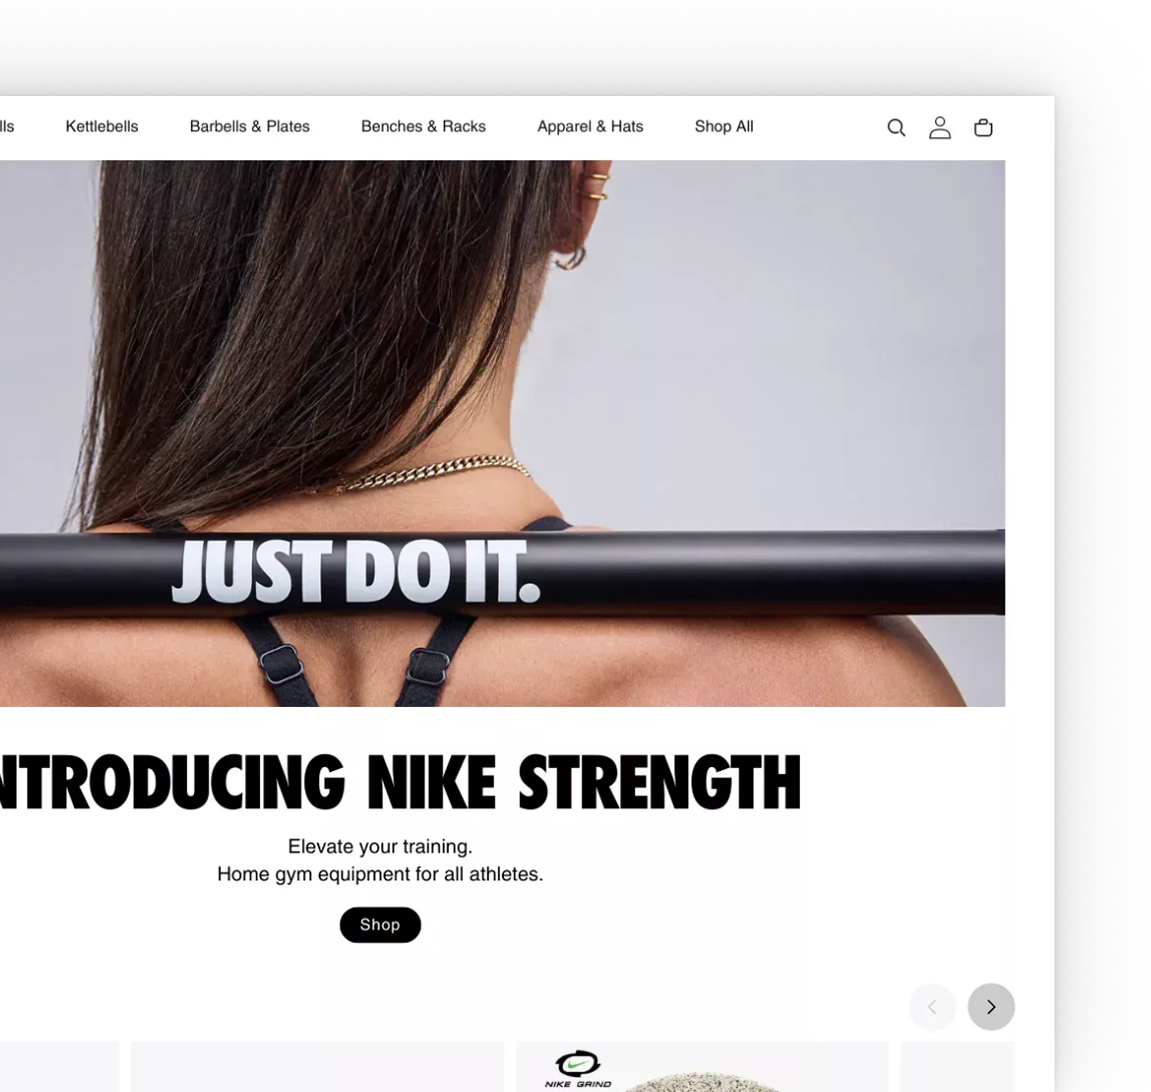 lls Kettlebells Barbells & Plates Benches & Racks Apparel & Hats Shop All
JUST DO IT.
NTRODUCING NIKE STRENGTH
Elevate your training.
Home gym equipment for all athletes.
Shop
NIKE GRIND